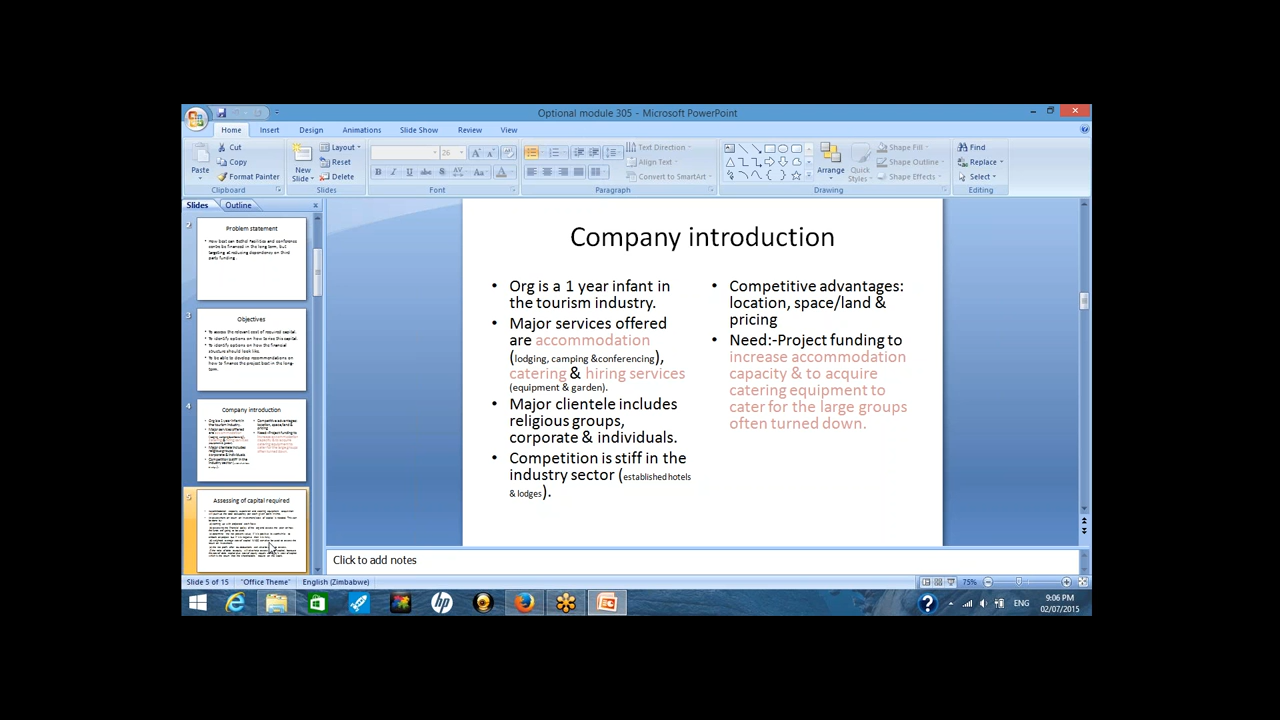 Optional module 305 - Microsoft PowerPoint
Home Insert Design Animations Slide Show Review View
Cut
Copy
Format Painter
Paste
Clipboard
New
Slide
Layout
Reset
Delete
Slides
26
Font
Text Direction
Align Text
Convert to SmartArt
Paragraph
Arrange
Quick
Styles
Shape Fill
Shape Outline
Shape Effects
Drawing
Find
Replace
Select
Editing
Slides Outline
2
Problem statement
3
Objectives
4
Company introduction
5
Assessing of capital required
Company introduction
• Org is a 1 year infant in
the tourism industry.
• Major services offered
are accommodation
(lodging, camping &conferencing),
catering & hiring services
(equipment & garden).
• Major clientele includes
religious groups,
corporate & individuals.
• Competition is stiff in the
industry sector (established hotels
& lodges).
• Competitive advantages:
location, space/land &
pricing
• Need:-Project funding to
increase accommodation
capacity & to acquire
catering equipment to
cater for the large groups
often turned down.
Click to add notes
Slide 5 of 15 "Office Theme" English (Zimbabwe) 75%
hp
ENG
9:06 PM
02/07/2015